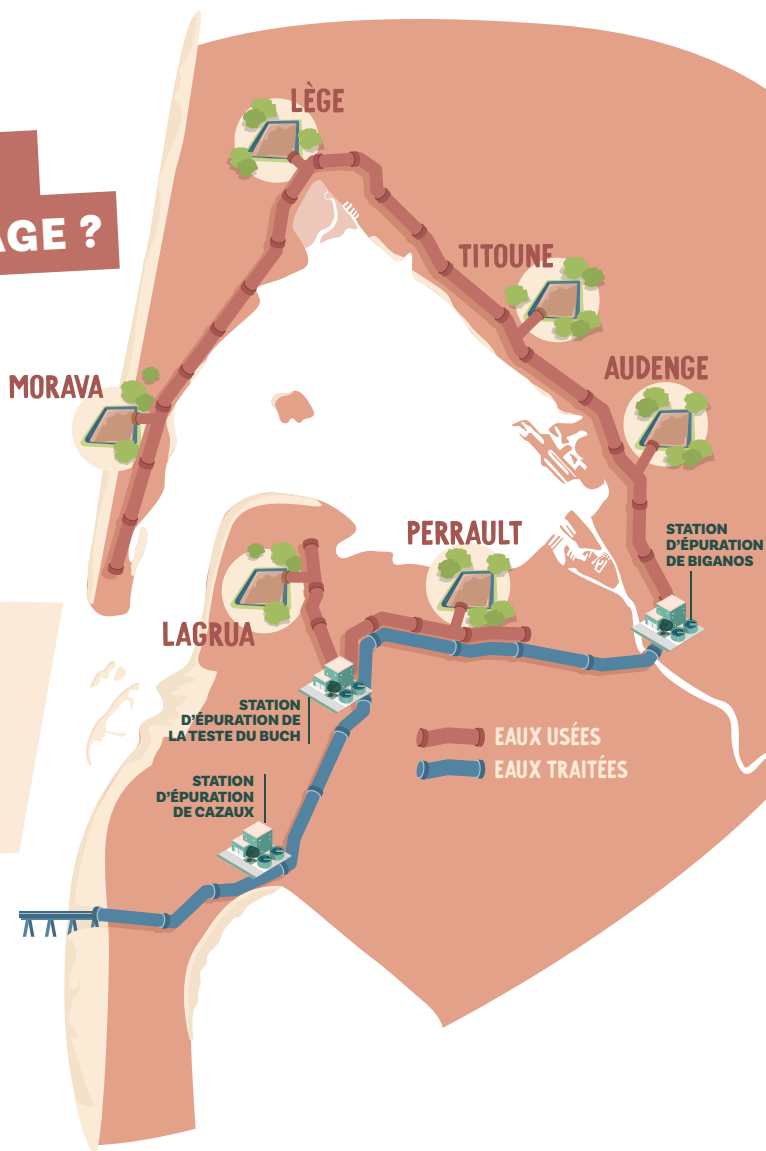 LÈGE
AGE ?
TITOUNE
AUDENGE
MORAVA
PERRAULT
STATION
D'ÉPURATION
DE BIGANOS
LAGRUA
STATION
D'ÉPURATION DE
LA TESTE DU BUCH
EAUX USÉES
EAUX TRAITÉES
STATION
D'ÉPURATION
DE CAZAUX